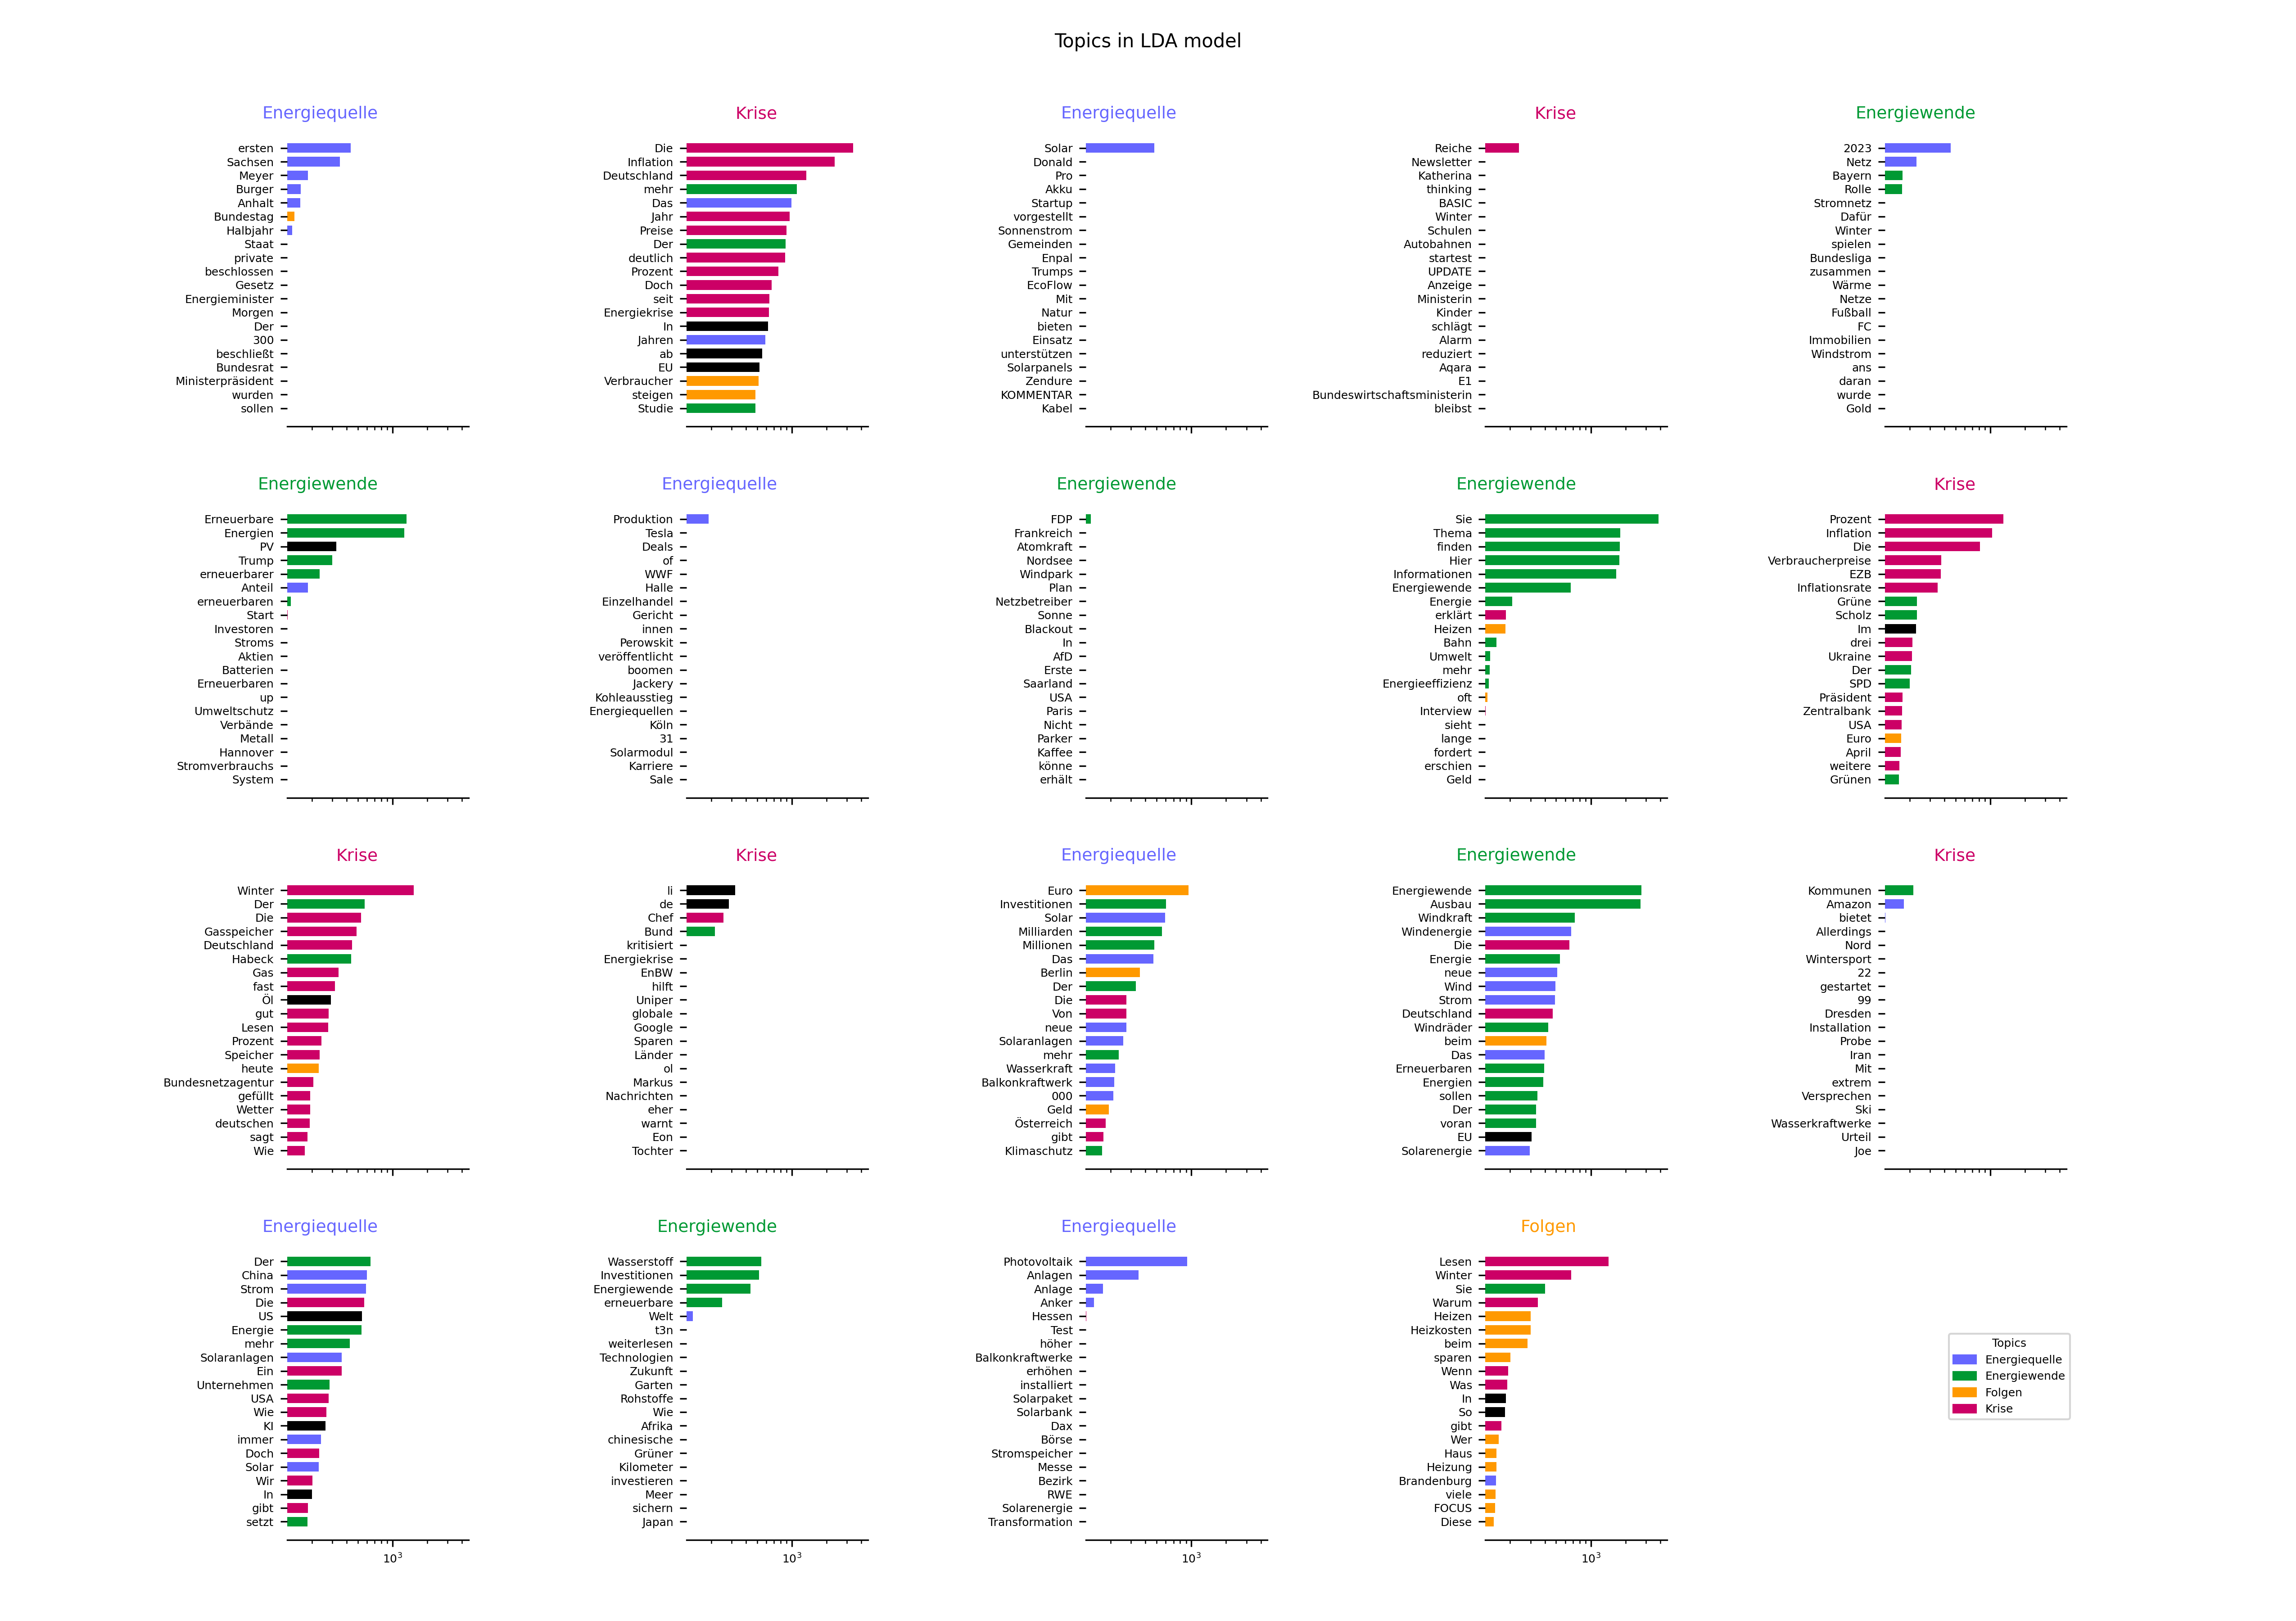 Topics in LDA model
Energiequelle
ersten
Sachsen
Meyer
Burger
Anhalt
Bundestag
Halbjahr
Staat
private
beschlossen
Gesetz
Energieminister
Morgen
Der
300
beschließt
Bundesrat
Ministerpräsident
wurden
sollen
Krise
Die
Inflation
Deutschland
mehr
Das
Jahr
Preise
Der
deutlich
Prozent
Doch
seit
Energiekrise
In
Jahren
ab
EU
Verbraucher
steigen
Studie
Energiequelle
Solar
Donald
Pro
Akku
Startup
vorgestellt
Sonnenstrom
Gemeinden
Enpal
Trumps
EcoFlow
Mit
Natur
bieten
Einsatz
unterstützen
Solarpanels
Zendure
KOMMENTAR
Kabel
Krise
Reiche
Newsletter
Katherina
thinking
BASIC
Winter
Schulen
Autobahnen
startest
UPDATE
Anzeige
Ministerin
Kinder
schlägt
Alarm
reduziert
Aqara
E1
Bundeswirtschaftsministerin
bleibst
Energiewende
2023
Netz
Bayern
Rolle
Stromnetz
Dafür
Winter
spielen
Bundesliga
zusammen
Wärme
Netze
Fußball
FC
Immobilien
Windstrom
ans
daran
wurde
Gold
Energiewende
Erneuerbare
Energien
PV
Trump
erneuerbarer
Anteil
erneuerbaren
Start
Investoren
Stroms
Aktien
Batterien
Erneuerbaren
up
Umweltschutz
Verbände
Metall
Hannover
Stromverbrauchs
System
Energiequelle
Produktion
Tesla
Deals
of
WWF
Halle
Einzelhandel
Gericht
innen
Perowskit
veröffentlicht
boomen
Jackery
Kohleausstieg
Energiequellen
Köln
31
Solarmodul
Karriere
Sale
Energiewende
FDP
Frankreich
Atomkraft
Nordsee
Windpark
Plan
Netzbetreiber
Sonne
Blackout
In
AfD
Erste
Saarland
USA
Paris
Nicht
Parker
Kaffee
könne
erhält
Energiewende
Sie
Thema
finden
Hier
Informationen
Energiewende
Energie
erklärt
Heizen
Bahn
Umwelt
mehr
Energieeffizienz
oft
Interview
sieht
lange
fordert
erschien
Geld
Krise
Prozent
Inflation
Die
Verbraucherpreise
EZB
Inflationsrate
Grüne
Scholz
Im
drei
Ukraine
Der
SPD
Präsident
Zentralbank
USA
Euro
April
weitere
Grünen
Krise
Winter
Der
Die
Gasspeicher
Deutschland
Habeck
Gas
fast
Öl
gut
Lesen
Prozent
Speicher
heute
Bundesnetzagentur
gefüllt
Wetter
deutschen
sagt
Wie
Krise
li
de
Chef
Bund
kritisiert
Energiekrise
EnBW
hilft
Uniper
globale
Google
Sparen
Länder
ol
Markus
Nachrichten
eher
warnt
Eon
Tochter
Energiequelle
Euro
Investitionen
Solar
Milliarden
Millionen
Das
Berlin
Der
Die
Von
neue
Solaranlagen
mehr
Wasserkraft
Balkonkraftwerk
000
Geld
Österreich
gibt
Klimaschutz
Energiewende
Energiewende
Ausbau
Windkraft
Windenergie
Die
Energie
neue
Wind
Strom
Deutschland
Windräder
beim
Das
Erneuerbaren
Energien
sollen
Der
voran
EU
Solarenergie
Krise
Kommunen
Amazon
bietet
Allerdings
Nord
Wintersport
22
gestartet
99
Dresden
Installation
Probe
Iran
Mit
extrem
Versprechen
Ski
Wasserkraftwerke
Urteil
Joe
Energiequelle
Der
China
Strom
Die
US
Energie
mehr
Solaranlagen
Ein
Unternehmen
USA
Wie
KI
immer
Doch
Solar
Wir
In
gibt
setzt
10³
Energiewende
Wasserstoff
Investitionen
Energiewende
erneuerbare
Welt
t3n
weiterlesen
Technologien
Zukunft
Garten
Rohstoffe
Wie
Afrika
chinesische
Grüner
Kilometer
investieren
Meer
sichern
Japan
10³
Energiequelle
Photovoltaik
Anlagen
Anlage
Anker
Hessen
Test
höher
Balkonkraftwerke
erhöhen
installiert
Solarpaket
Solarbank
Dax
Börse
Stromspeicher
Messe
Bezirk
RWE
Solarenergie
Transformation
10³
Folgen
Lesen
Winter
Sie
Warum
Heizen
Heizkosten
beim
sparen
Wenn
Was
In
So
gibt
Wer
Haus
Heizung
Brandenburg
viele
FOCUS
Diese
10³
Topics
Energiequelle
Energiewende
Folgen
Krise